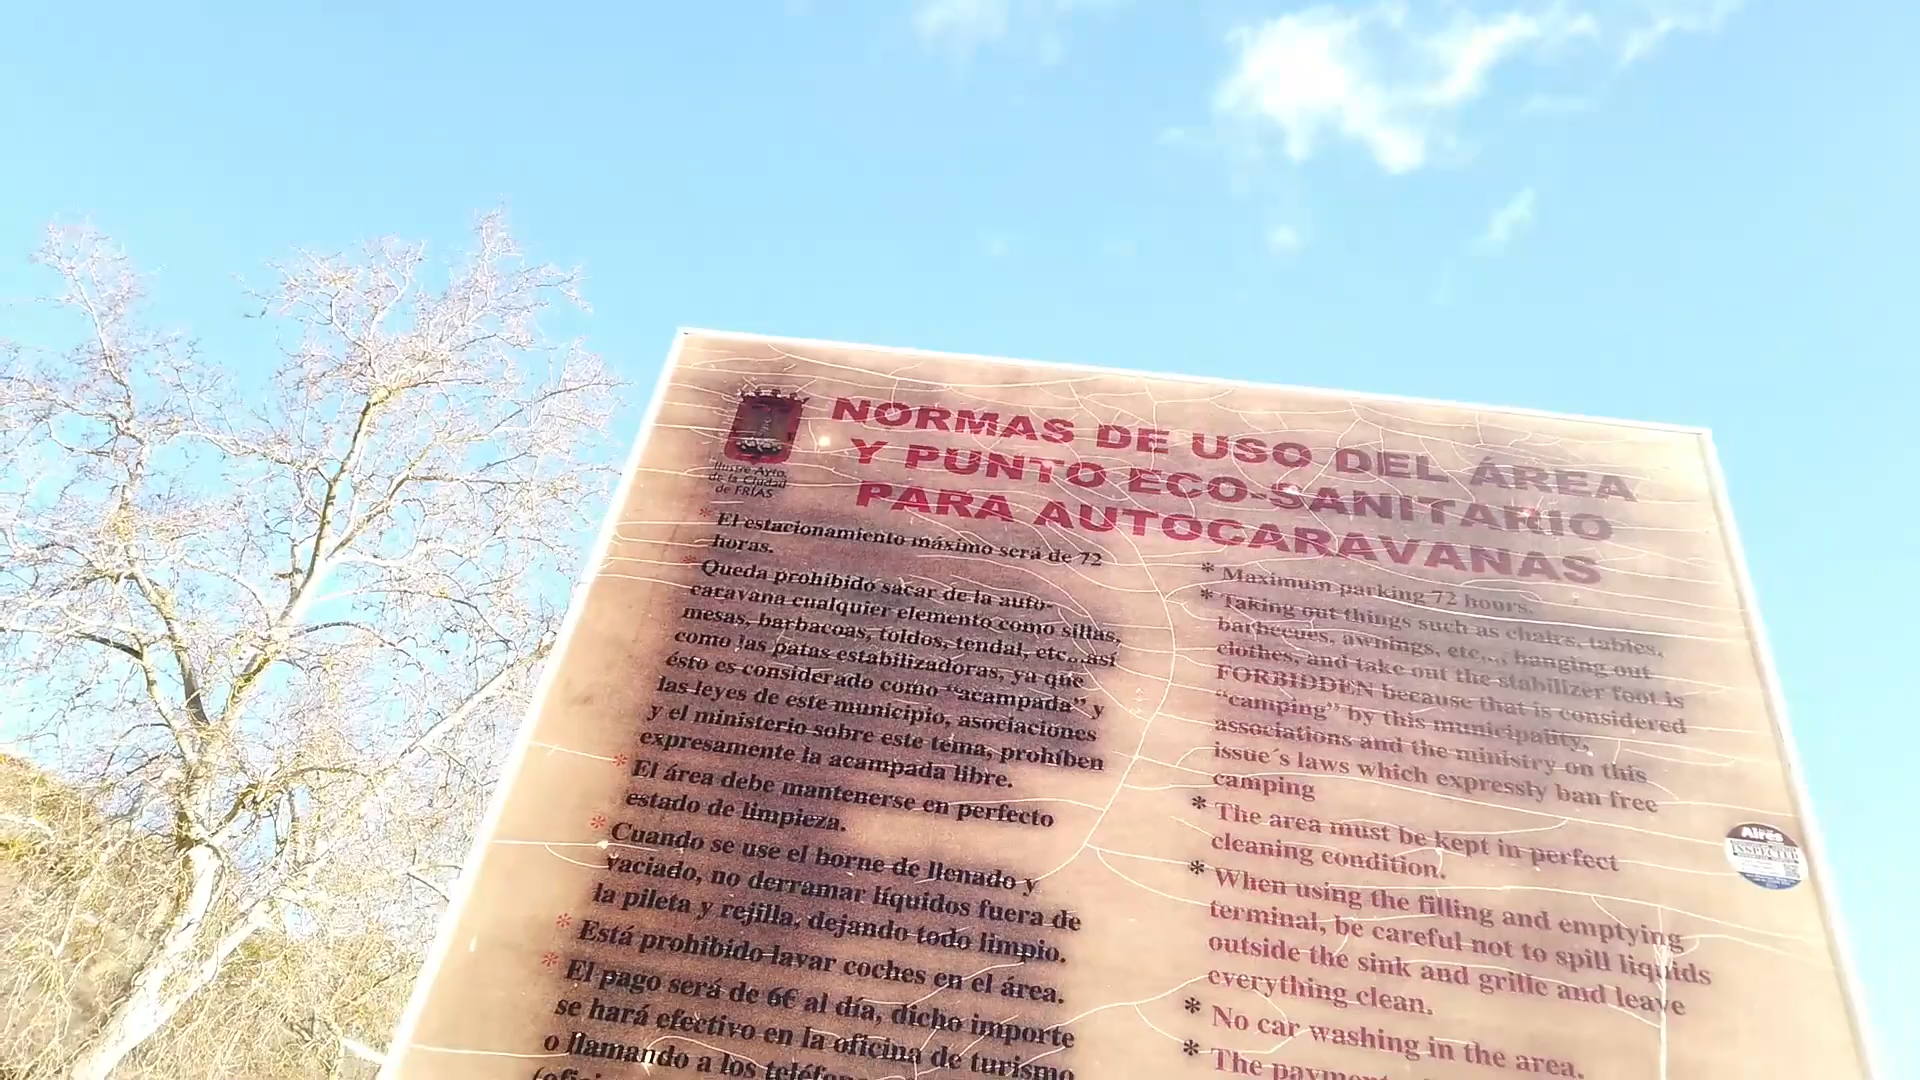 Ilustre Ayto.
de la Ciudad
de FRÍAS
NORMAS DE USO DEL ÁREA
Y PUNTO ECO-SANITARIO
PARA AUTOCARAVANAS
* El estacionamiento máximo será de 72
horas.
* Queda prohibido sacar de la auto-
caravana cualquier elemento como sillas,
mesas, barbacoas, toldos, tendal, etc...así
como las patas estabilizadoras, ya que
ésto es considerado como “acampada” y
las leyes de este municipio, asociaciones
y el ministerio sobre este tema, prohíben
expresamente la acampada libre.
* El área debe mantenerse en perfecto
estado de limpieza.
* Cuando se use el borne de llenado y
vaciado, no derramar líquidos fuera de
la pileta y rejilla, dejando todo limpio.
* Está prohibido lavar coches en el área.
* El pago será de 6€ al día, dicho importe
se hará efectivo en la oficina de turismo
o llamando a los
* Maximum parking 72 hours.
* Taking out things such as chairs, tables,
barbecues, awnings, etc..., hanging out
clothes, and take out the stabilizer foot is
FORBIDDEN because that is considered
“camping” by this municipality,
associations and the ministry on this
issue´s laws which expressly ban free
camping
* The area must be kept in perfect
cleaning condition.
* When using the filling and emptying
terminal, be careful not to spill liquids
outside the sink and grille and leave
everything clean.
* No car washing in the area.
* The
Aires
INSPECTED